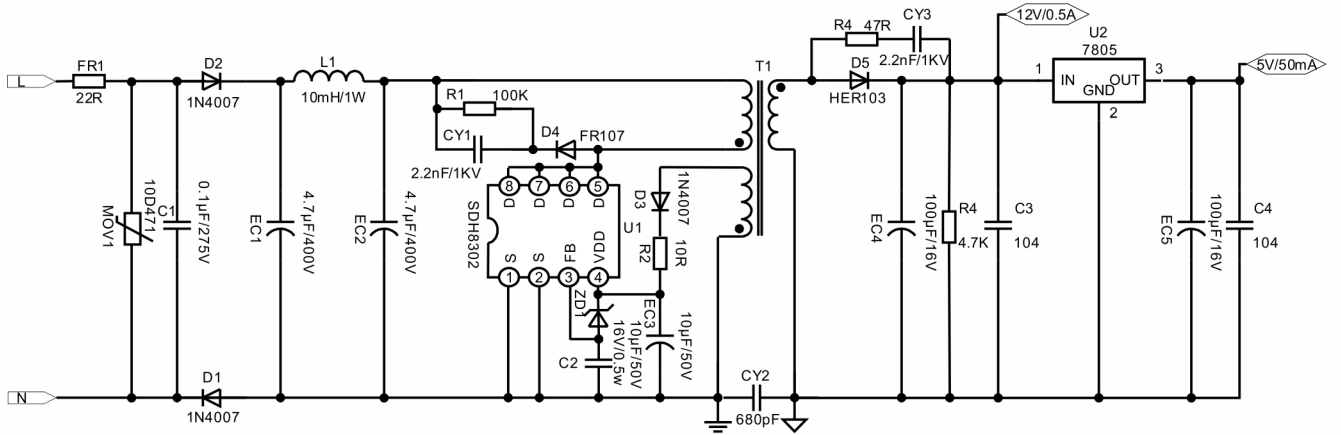 L
FR1
22R
D2
1N4007
L1
10mH/1W
R1
100K
CY1
2.2nF/1KV
D4
FR107
T1
R4
47R
CY3
2.2nF/1KV
D5
HER103
12V/0.5A
U2
7805
1
IN
OUT
3
GND
2
5V/50mA
MOV1
10D471
C1
0.1µF/275V
EC1
4.7µF/400V
EC2
4.7µF/400V
8
7
6
5
D
D
D
D
SDH8302
U1
S
S
FB
VDD
1
2
3
4
D3
1N4007
R2
10R
ZD1
16V/0.5w
10µF/50V
C2
EC3
10µF/50V
EC4
100µF/16V
R4
4.7K
C3
104
EC5
100µF/16V
C4
104
N
D1
1N4007
CY2
680pF